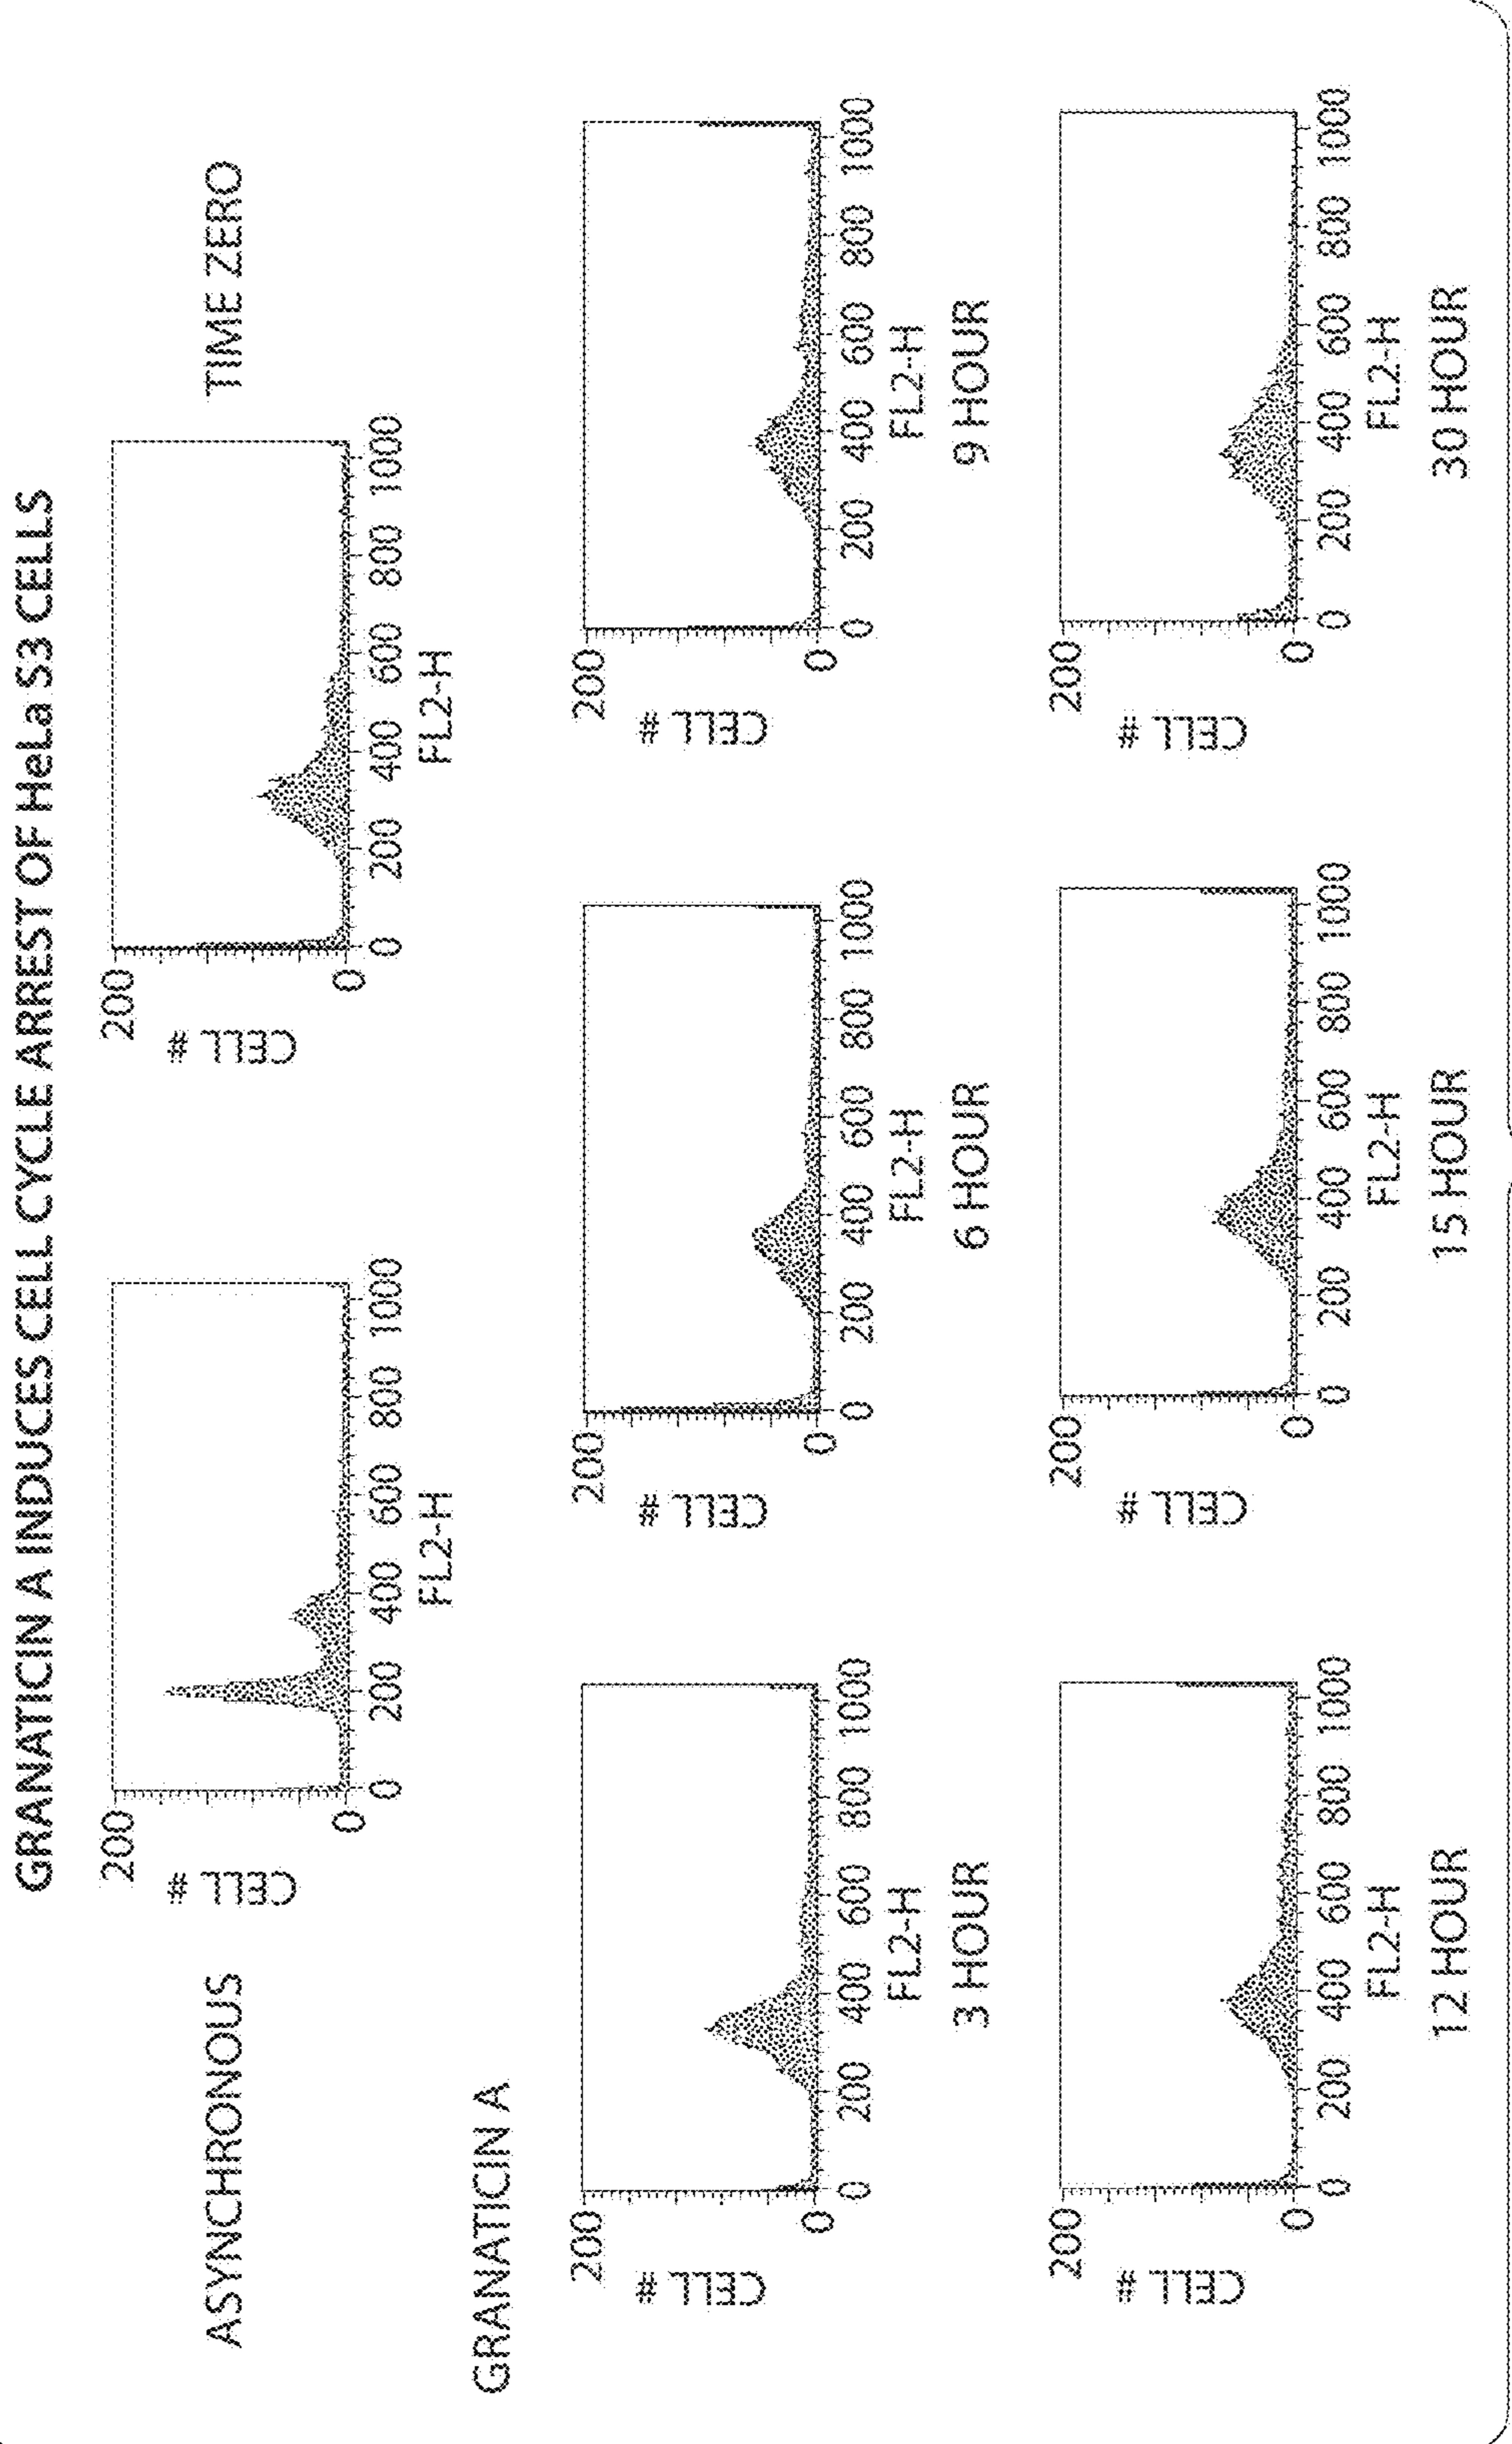 GRANATICIN A INDUCES CELL CYCLE ARREST OF HeLa S3 CELLS
ASYNCHRONOUS
CELL #
200
0
0 200 400 600 800 1000
FL2-H
CELL #
200
0
0 200 400 600 800 1000
FL2-H
TIME ZERO
GRANATICIN A
CELL #
200
0
0 200 400 600 800 1000
FL2-H
3 HOUR
CELL #
200
0
0 200 400 600 800 1000
FL2-H
6 HOUR
CELL #
200
0
0 200 400 600 800 1000
FL2-H
9 HOUR
CELL #
200
0
0 200 400 600 800 1000
FL2-H
12 HOUR
CELL #
200
0
0 200 400 600 800 1000
FL2-H
15 HOUR
CELL #
200
0
0 200 400 600 800 1000
FL2-H
30 HOUR